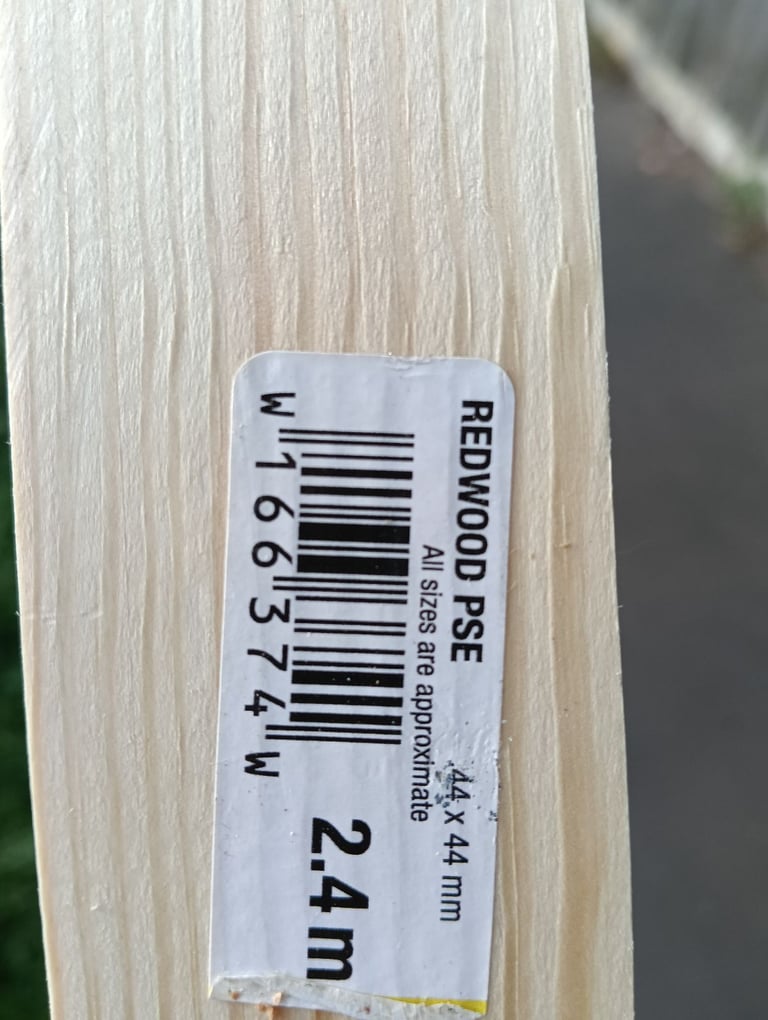 REDWOOD PSE 44 x 44 mm
All sizes are approximate
2.4 m
W166374W